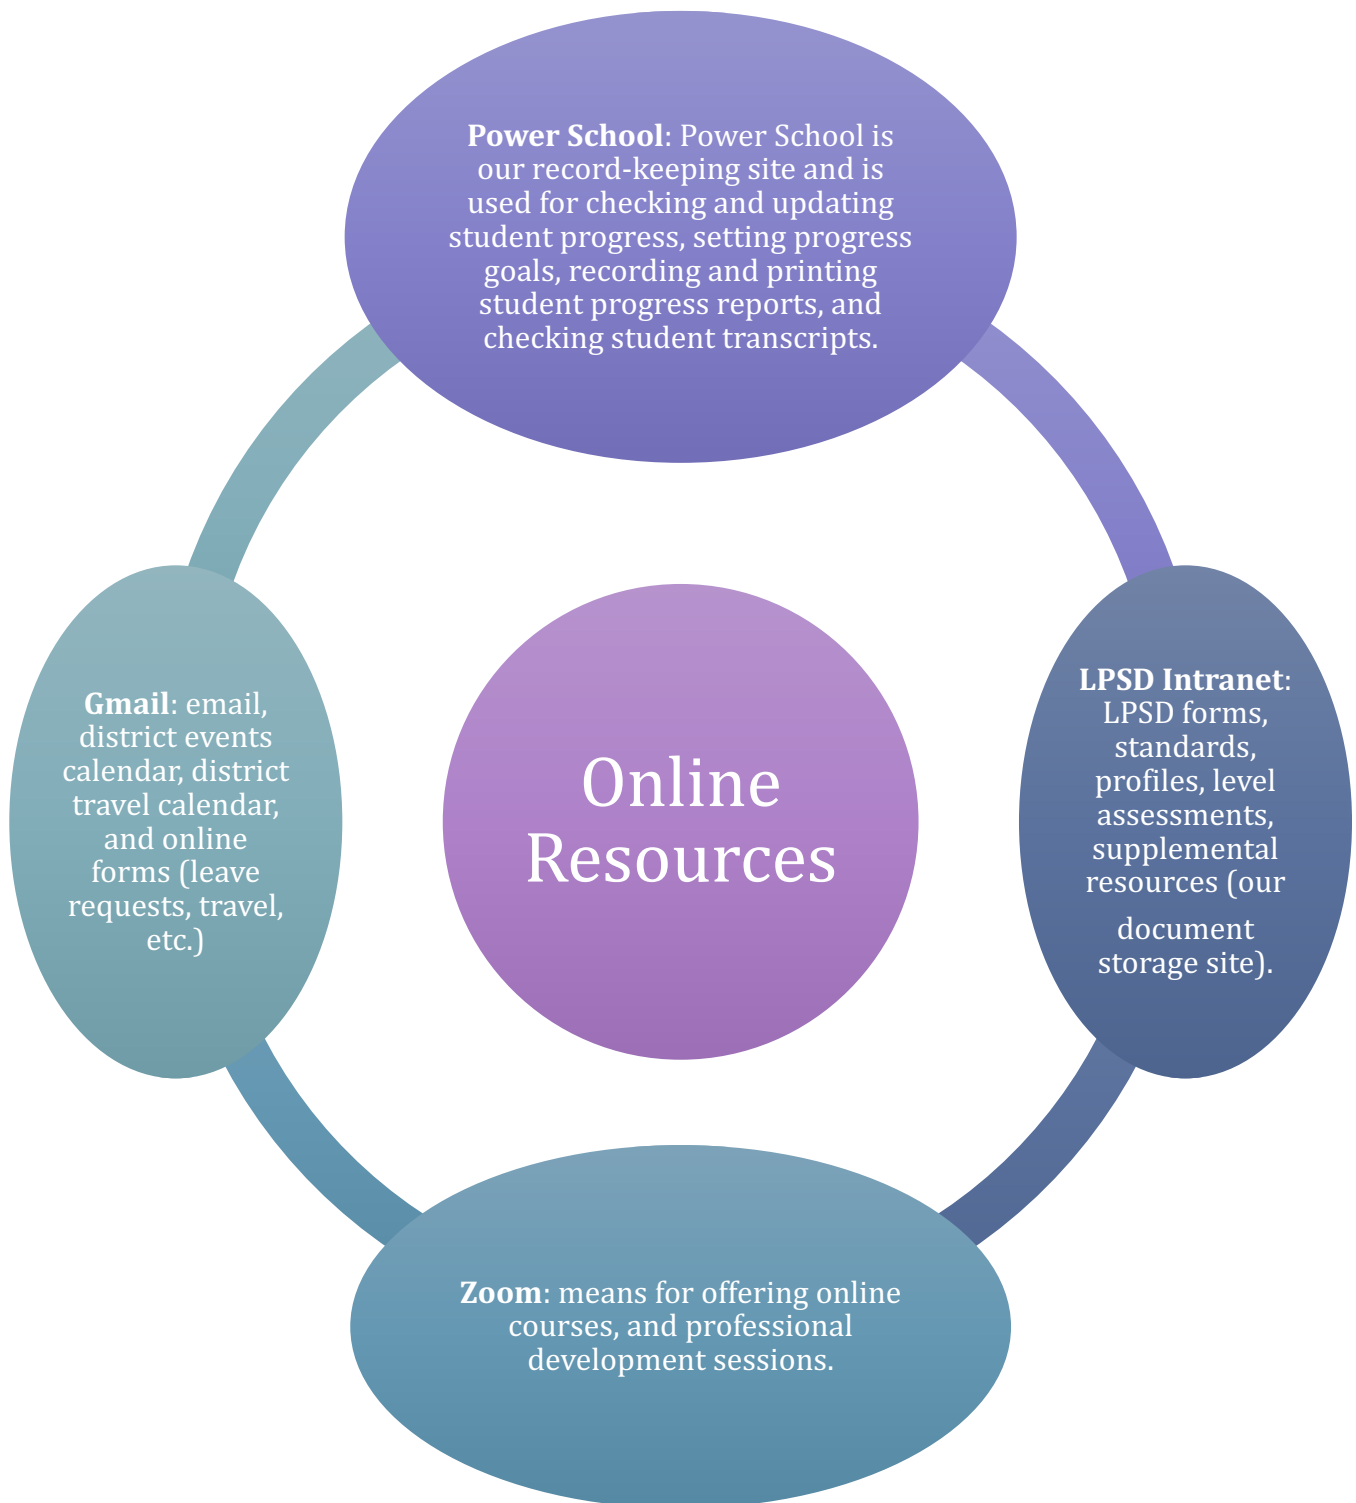 Power School: Power School is
our record-keeping site and is
used for checking and updating
student progress, setting progress
goals, recording and printing
student progress reports, and
checking student transcripts.
Gmail: email,
district events
calendar, district
travel calendar,
and online
forms (leave
requests, travel,
etc.)
Online
Resources
LPSD Intranet:
LPSD forms,
standards,
profiles, level
assessments,
supplemental
resources (our
document
storage site).
Zoom: means for offering online
courses, and professional
development sessions.